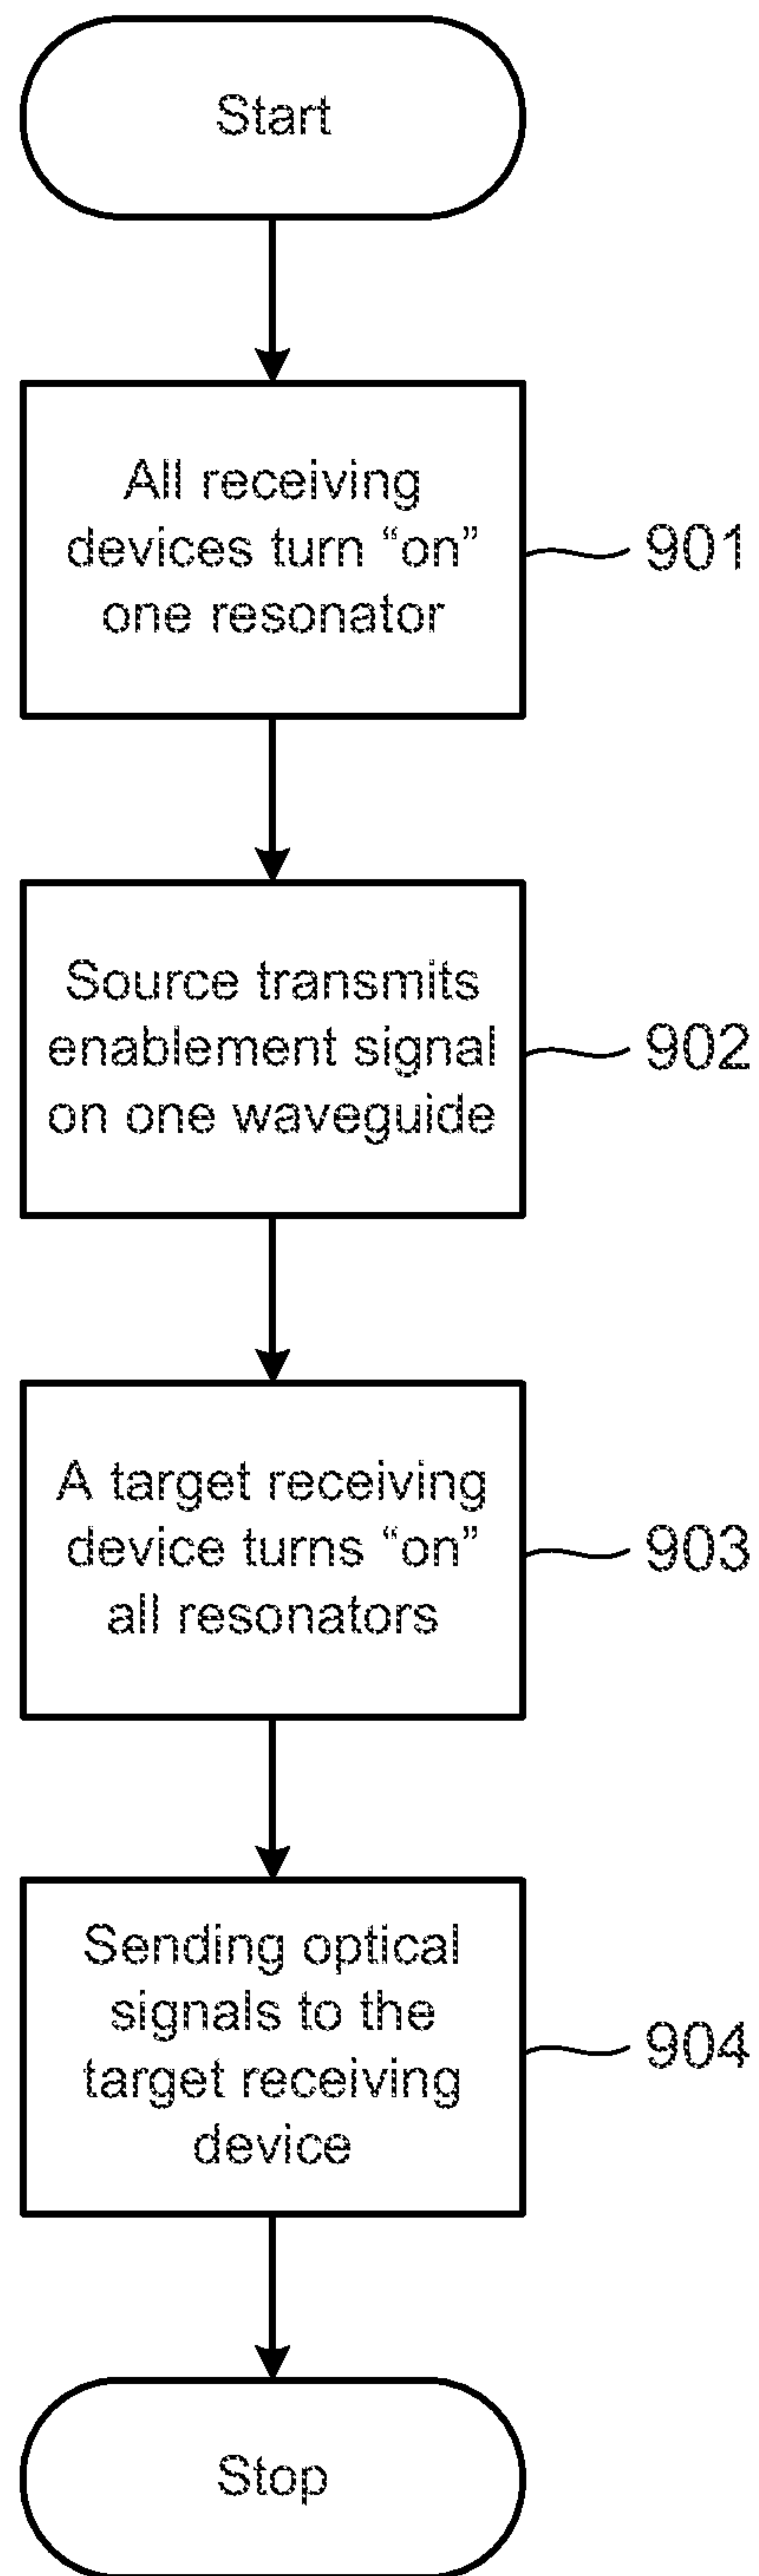 Start
All receiving
devices turn “on”
one resonator
901
Source transmits
enablement signal
on one waveguide
902
A target receiving
device turns “on”
all resonators
903
Sending optical
signals to the
target receiving
device
904
Stop